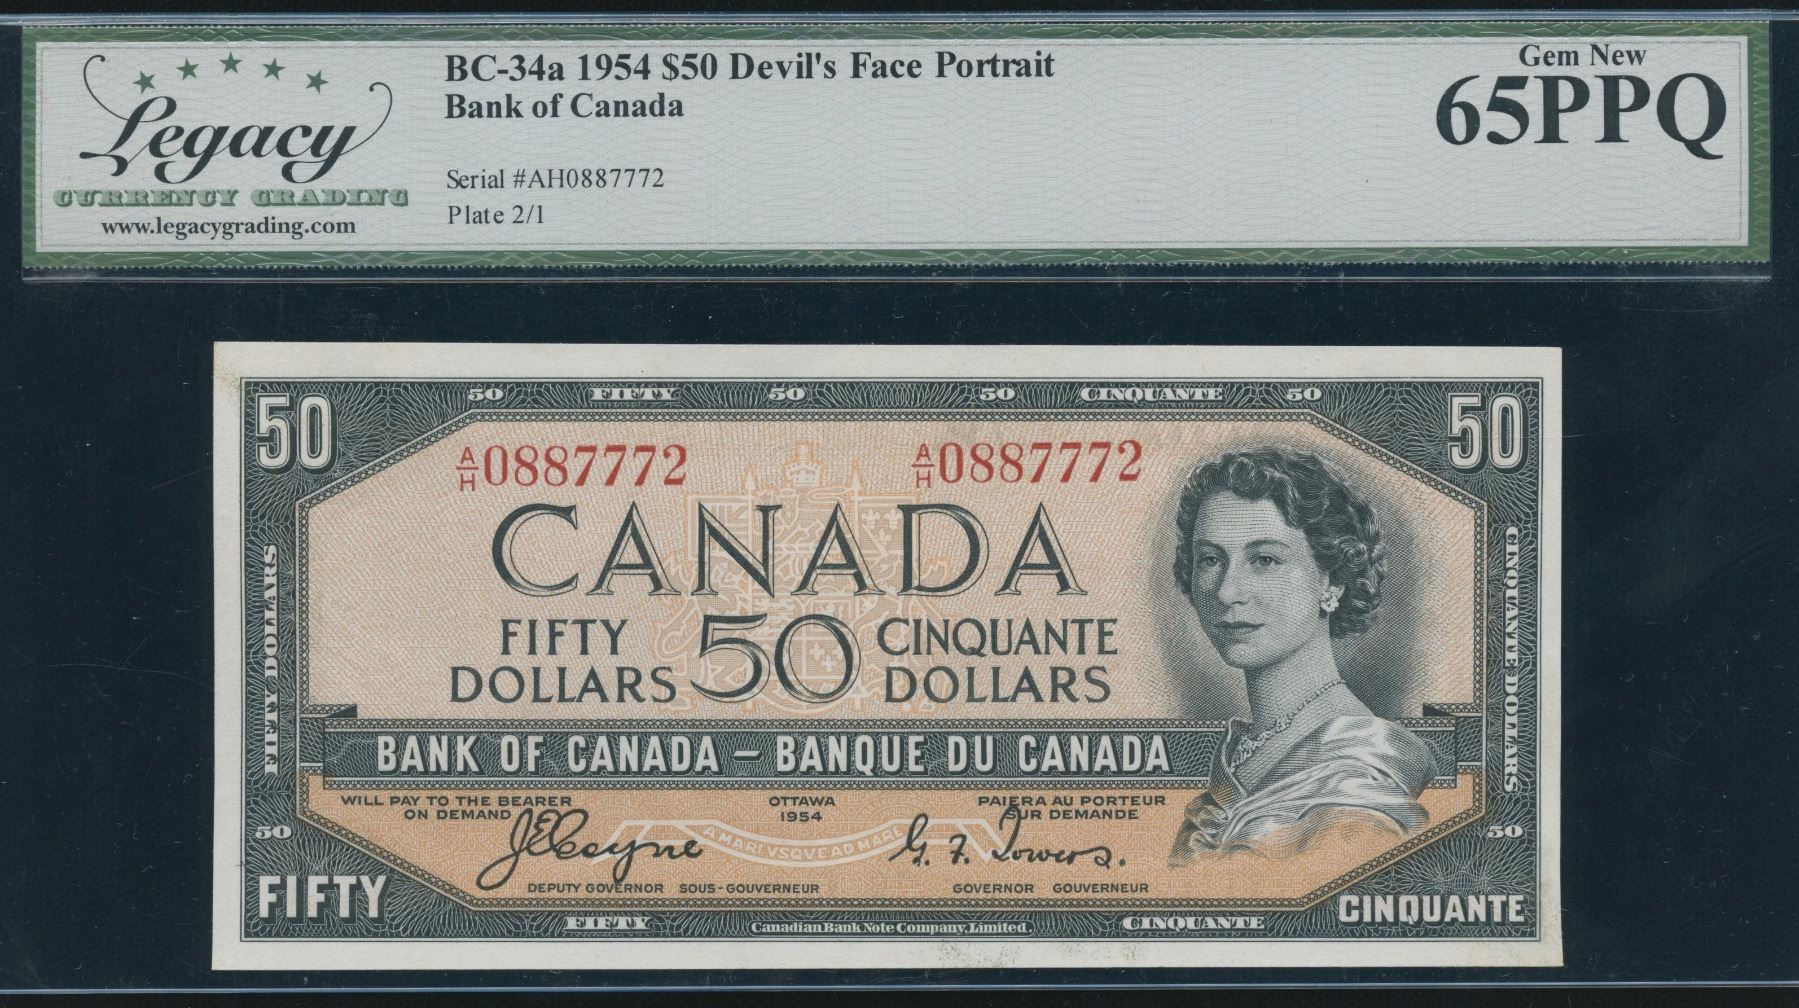 Legacy
CURRENCY GRADING
www.legacygrading.com
BC-34a 1954 $50 Devil's Face Portrait
Bank of Canada
Serial #AH0887772
Plate 2/1
Gem New
65PPQ
50 FIFTY 50 50 CINQUANTE 50
50 50
A/H 0887772 A/H 0887772
CANADA
FIFTY DOLLARS
FIFTY 50 CINQUANTE
DOLLARS DOLLARS
CINQUANTE DOLLARS
BANK OF CANADA – BANQUE DU CANADA
WILL PAY TO THE BEARER OTTAWA PAIERA AU PORTEUR
ON DEMAND 1954 SUR DEMANDE
50 50
A MARI VSQVE AD MARE
J E Coyne G. F. Towers.
DEPUTY GOVERNOR SOUS-GOUVERNEUR GOVERNOR GOUVERNEUR
FIFTY CINQUANTE
FIFTY Canadian Bank Note Company, Limited. CINQUANTE